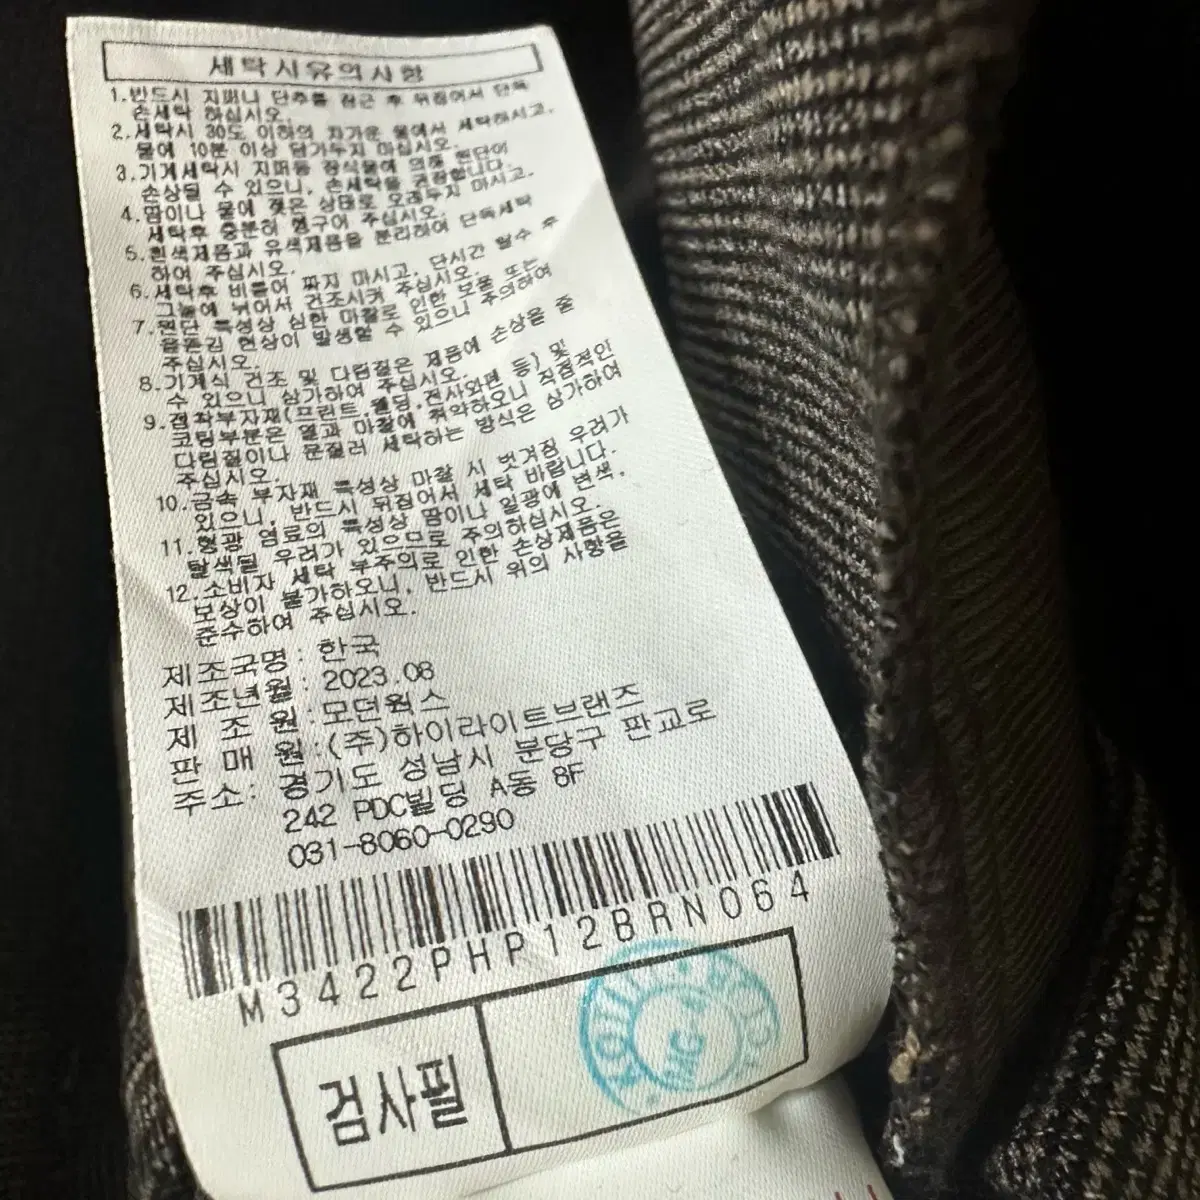 세탁시유의사항
1.반드시 지퍼나 단추를 잠근 후 뒤집어서 단독
손세탁 하십시오.
2.세탁시 30도 이하의 차가운 물에서 세탁하시고,
물에 10분 이상 담가두지 마십시오.
3.기계세탁시 지퍼등 장식물에 의해 원단이
손상될 수 있으니, 손세탁을 권장합니다.
4.땀이나 물에 젖은 상태로 오래두지 마시고,
세탁후 충분히 헹구어 주십시오.
5.흰색제품과 유색제품을 분리하여 단독세탁
하여 주십시오.
6.세탁후 비틀어 짜지 마시고, 단시간 탈수 후
그늘에 뉘어서 건조시켜 주십시오.
7.원단 특성상 심한 마찰로 인한 보풀 또는
올뜯김 현상이 발생할 수 있으니 주의하여
주십시오.
8.기계식 건조 및 다림질은 제품에 손상을 줄
수 있으니 삼가하여 주십시오.
9.접착부자재(프린트,웰딩,전사와펜 등) 및
코팅부분은 열과 마찰에 취약하오니 직접적인
다림질이나 문질러 세탁하는 방식은 삼가하여
주십시오.
10.금속 부자재 특성상 마찰 시 벗겨짐 우려가
있으니, 반드시 뒤집어서 세탁 바랍니다.
11.형광 염료의 특성상 땀이나 일광에 변색,
탈색될 우려가 있으므로 주의하십시오.
12.소비자 세탁 부주의로 인한 손상제품은
보상이 불가하오니, 반드시 위의 사항을
준수하여 주십시오.
제조국명: 한국
제조년월: 2023.08
제 조 원:모던웍스
판 매 원:(주)하이라이트브랜즈
주소: 경기도 성남시 분당구 판교로
242 PDC빌딩 A동 8F
031-8060-0290
M3422PHP12BRN064
검사필